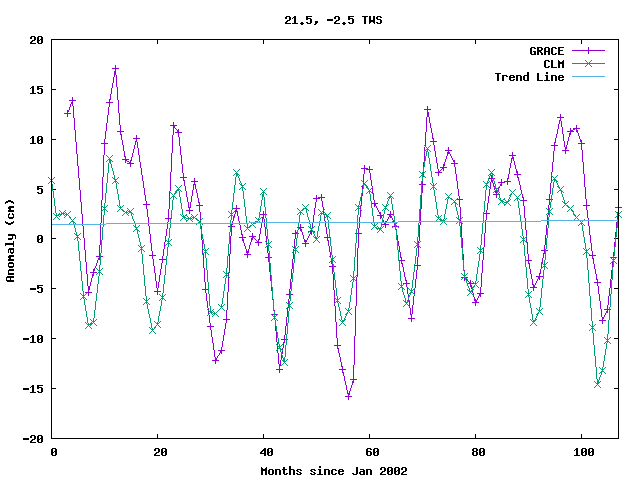 21.5, -2.5 TWS
GRACE
CLM
Trend Line
20
15
10
5
0
-5
-10
-15
-20
Anomaly (cm)
0 20 40 60 80 100
Months since Jan 2002